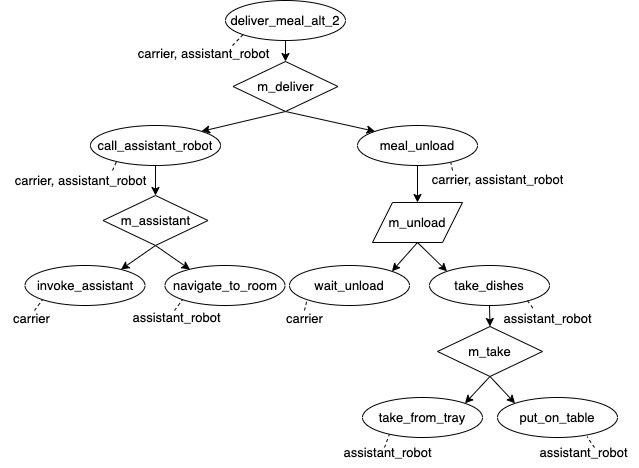 deliver_meal_alt_2
carrier, assistant_robot
m_deliver
call_assistant_robot
meal_unload
carrier, assistant_robot
carrier, assistant_robot
m_assistant
m_unload
invoke_assistant
navigate_to_room
wait_unload
take_dishes
carrier
assistant_robot
carrier
assistant_robot
m_take
take_from_tray
put_on_table
assistant_robot
assistant_robot